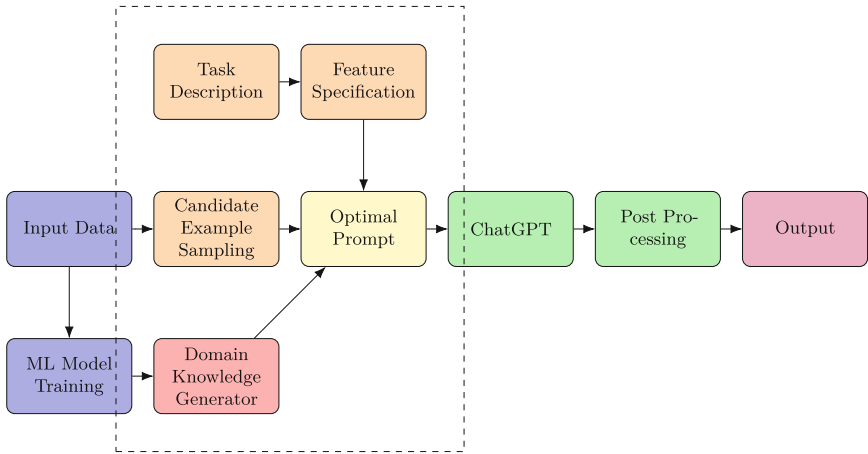 Task
Description
Feature
Specification
Input Data
Candidate
Example
Sampling
Optimal
Prompt
ChatGPT
Post Pro-
cessing
Output
ML Model
Training
Domain
Knowledge
Generator